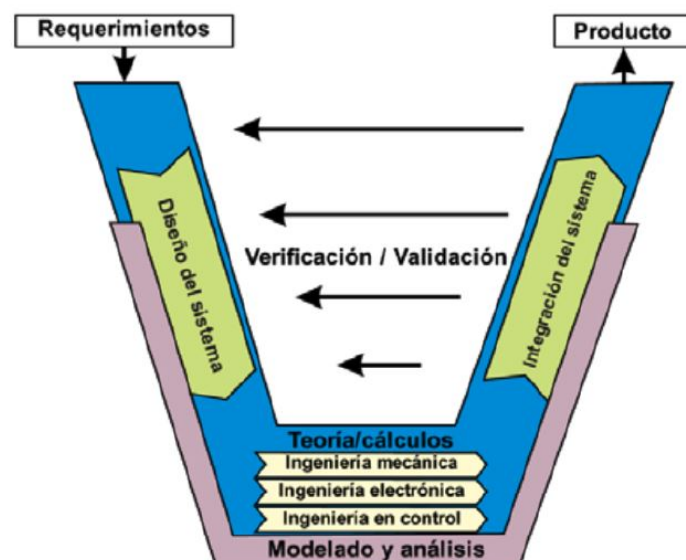 Requerimientos
Producto
Diseño del sistema
Verificación / Validación
Integración del sistema
Teoría/cálculos
Ingeniería mecánica
Ingeniería electrónica
Ingeniería en control
Modelado y análisis